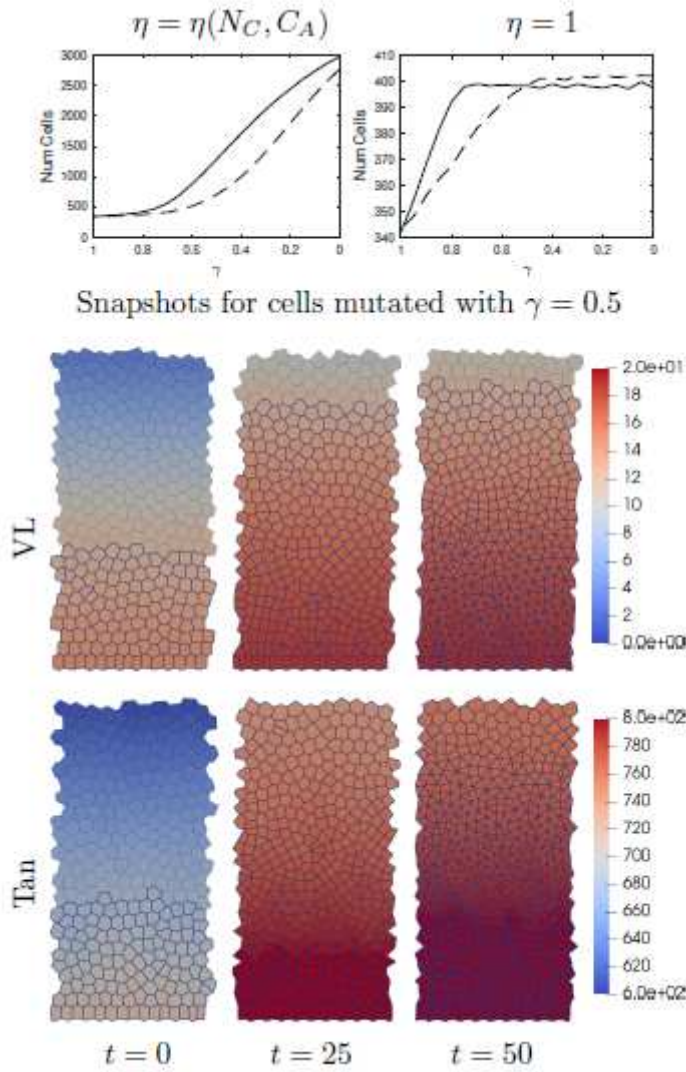 η = η(N_C, C_A)
η = 1
3000
2500
2000
1500
1000
500
0
Num Cells
1 0.8 0.6 0.4 0.2 0
γ
410
400
390
380
370
360
350
340
Num Cells
1 0.8 0.6 0.4 0.2 0
γ
Snapshots for cells mutated with γ = 0.5
VL
2.0e+01
18
16
14
12
10
8
6
4
2
0.0e+00
Tan
8.0e+02
780
760
740
720
700
680
660
640
620
6.0e+02
t = 0
t = 25
t = 50